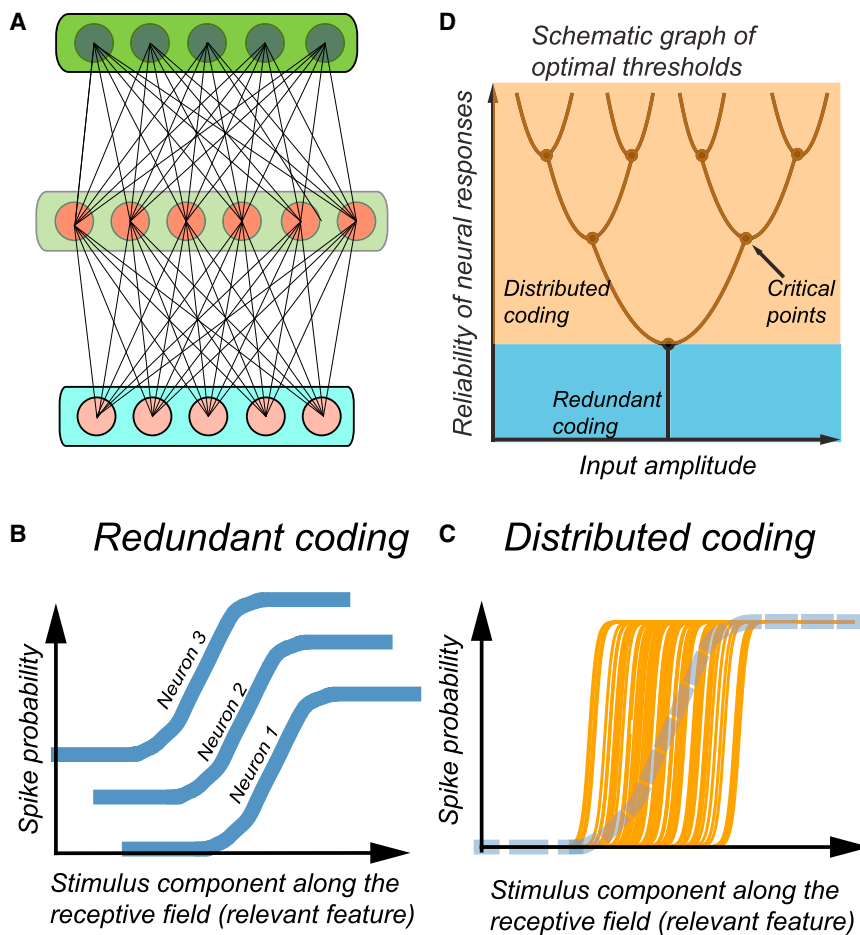 A
D
Schematic graph of
optimal thresholds
Reliability of neural responses
Distributed
coding
Critical
points
Redundant
coding
Input amplitude
B
Redundant coding
Spike probability
Neuron 3
Neuron 2
Neuron 1
Stimulus component along the
receptive field (relevant feature)
C
Distributed coding
Spike probability
Stimulus component along the
receptive field (relevant feature)